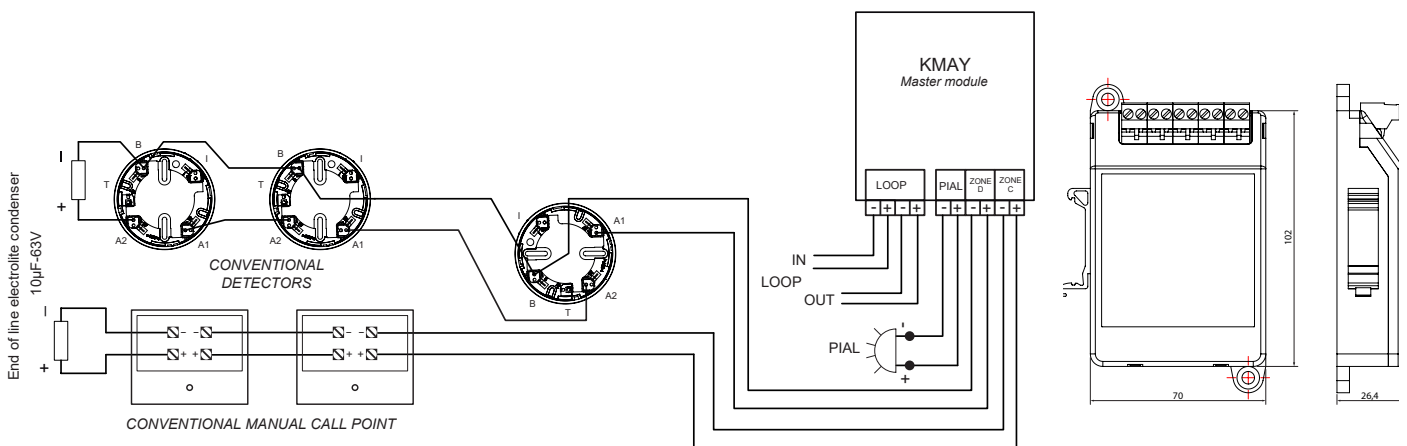 KMAY
Master module
LOOP
PIAL
ZONE
D
ZONE
C
- + - + - + - + - +
IN
LOOP
OUT
PIAL
-
+
End of line electrolite condenser
10µF-63V
-
+
B
I
T
A2
A1
B
I
T
A2
A1
I
A1
B
T
A2
CONVENTIONAL
DETECTORS
-
+
- -
+ +
- -
+ +
CONVENTIONAL MANUAL CALL POINT
102
70
26,4